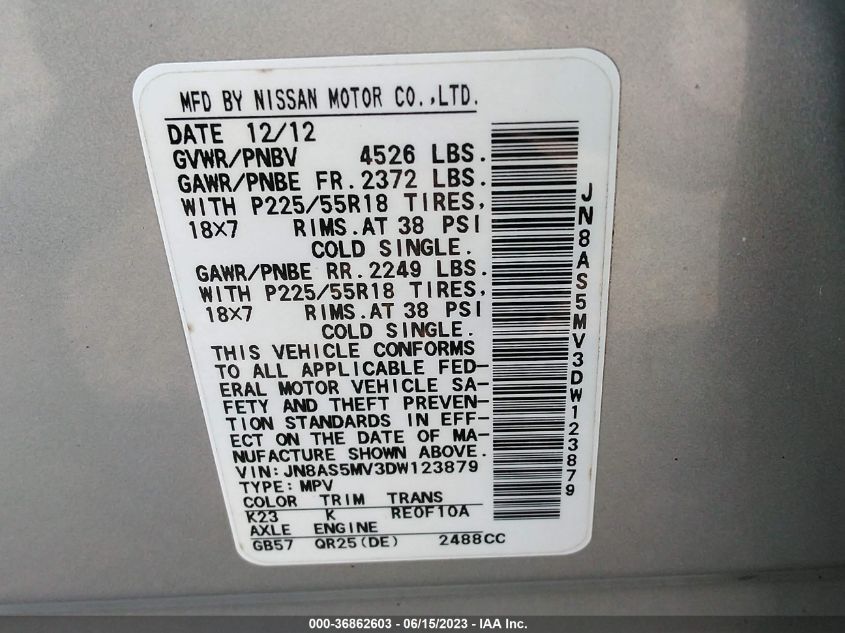 MFD BY NISSAN MOTOR CO.,LTD.
DATE 12/12
GVWR/PNBV 4526 LBS.
GAWR/PNBE FR.2372 LBS.
WITH P225/55R18 TIRES,
18X7 RIMS.AT 38 PSI
COLD SINGLE.
GAWR/PNBE RR.2249 LBS.
WITH P225/55R18 TIRES,
18X7 RIMS.AT 38 PSI
COLD SINGLE.
THIS VEHICLE CONFORMS
TO ALL APPLICABLE FED-
ERAL MOTOR VEHICLE SA-
FETY AND THEFT PREVEN-
TION STANDARDS IN EFF-
ECT ON THE DATE OF MA-
NUFACTURE SHOWN ABOVE.
VIN:JN8AS5MV3DW123879
TYPE:MPV
COLOR TRIM TRANS
K23 K RE0F10A
AXLE ENGINE
GB57 QR25(DE) 2488CC
JN8AS5MV3DW123879
000-36862603 - 06/15/2023 - IAA Inc.